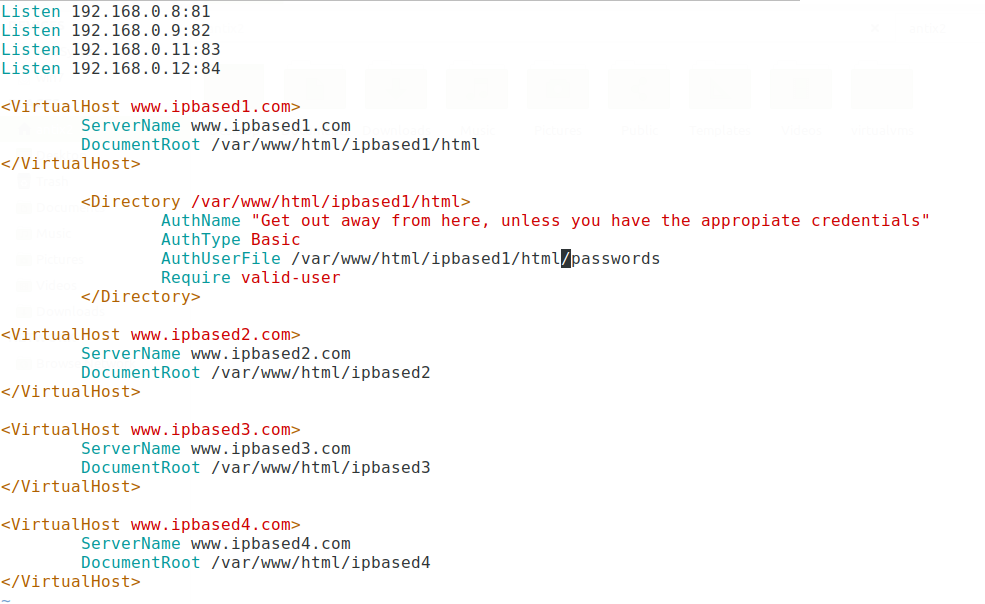 Listen 192.168.0.8:81
Listen 192.168.0.9:82
Listen 192.168.0.11:83
Listen 192.168.0.12:84
<VirtualHost www.ipbased1.com>
ServerName www.ipbased1.com
DocumentRoot /var/www/html/ipbased1/html
</VirtualHost>
<Directory /var/www/html/ipbased1/html>
AuthName "Get out away from here, unless you have the appropiate credentials"
AuthType Basic
AuthUserFile /var/www/html/ipbased1/html/passwords
Require valid-user
</Directory>
<VirtualHost www.ipbased2.com>
ServerName www.ipbased2.com
DocumentRoot /var/www/html/ipbased2
</VirtualHost>
<VirtualHost www.ipbased3.com>
ServerName www.ipbased3.com
DocumentRoot /var/www/html/ipbased3
</VirtualHost>
<VirtualHost www.ipbased4.com>
ServerName www.ipbased4.com
DocumentRoot /var/www/html/ipbased4
</VirtualHost>
~